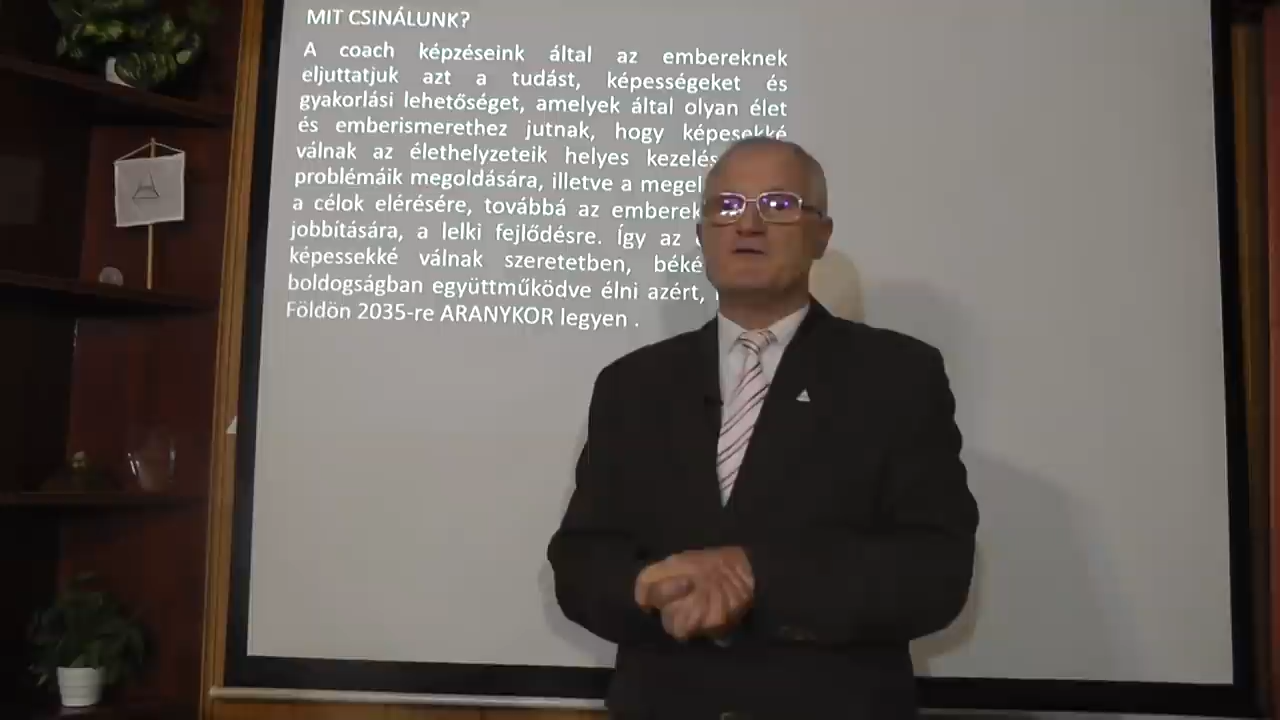 MIT CSINÁLUNK?
A coach képzéseink által az embereknek
eljuttatjuk azt a tudást, képességeket és
gyakorlási lehetőséget, amelyek által olyan élet
és emberismerethez jutnak, hogy képesekké
válnak az élethelyzeteik helyes
problémáik megoldására, illetve a
a célok elérésére, továbbá az
jobbítására, a lelki fejlődésre. Így az
képessekké válnak szeretetben,
boldogságban együttműködve élni azért,
Földön 2035-re ARANYKOR legyen .